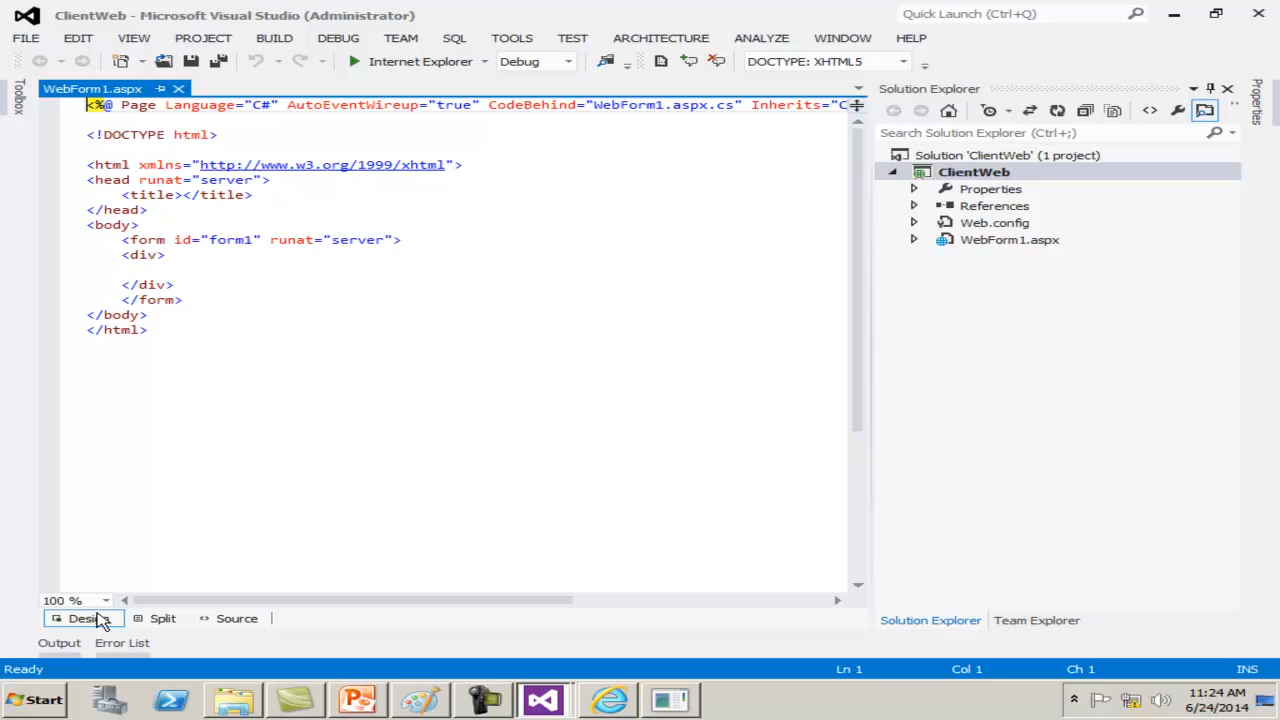 ClientWeb - Microsoft Visual Studio (Administrator)
Quick Launch (Ctrl+Q)
FILE EDIT VIEW PROJECT BUILD DEBUG TEAM SQL TOOLS TEST ARCHITECTURE ANALYZE WINDOW HELP
Internet Explorer Debug DOCTYPE: XHTML5
Toolbox
WebForm1.aspx
<%@ Page Language="C#" AutoEventWireup="true" CodeBehind="WebForm1.aspx.cs" Inherits="C
<!DOCTYPE html>
<html xmlns="http://www.w3.org/1999/xhtml">
<head runat="server">
<title></title>
</head>
<body>
<form id="form1" runat="server">
<div>
</div>
</form>
</body>
</html>
100 %
Design Split Source
Output Error List
Solution Explorer
Search Solution Explorer (Ctrl+;)
Solution 'ClientWeb' (1 project)
ClientWeb
Properties
References
Web.config
WebForm1.aspx
Solution Explorer Team Explorer
Properties
Ready Ln 1 Col 1 Ch 1 INS
Start
11:24 AM
6/24/2014